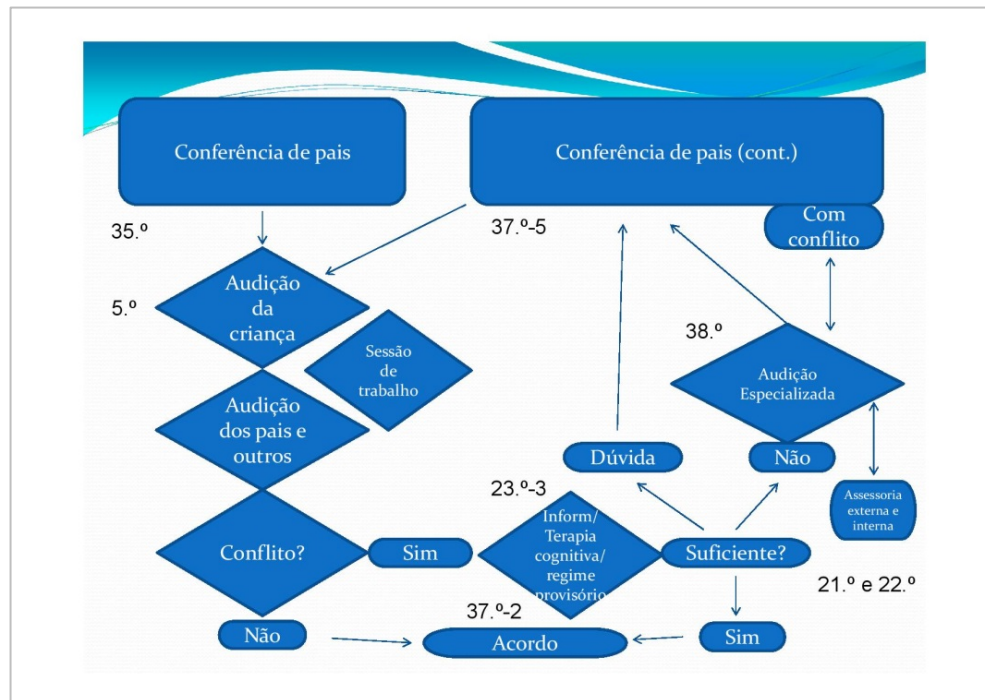 Conferência de pais
Conferência de pais (cont.)
Com
conflito
35.º
37.º-5
5.º
Audição
da
criança
Sessão
de
trabalho
38.º
Audição
Especializada
Audição
dos pais e
outros
Dúvida
Não
23.º-3
Assessoria
externa e
interna
Conflito?
Sim
Inform/
Terapia
cognitiva/
regime
provisório
Suficiente?
21.º e 22.º
37.º-2
Não
Acordo
Sim